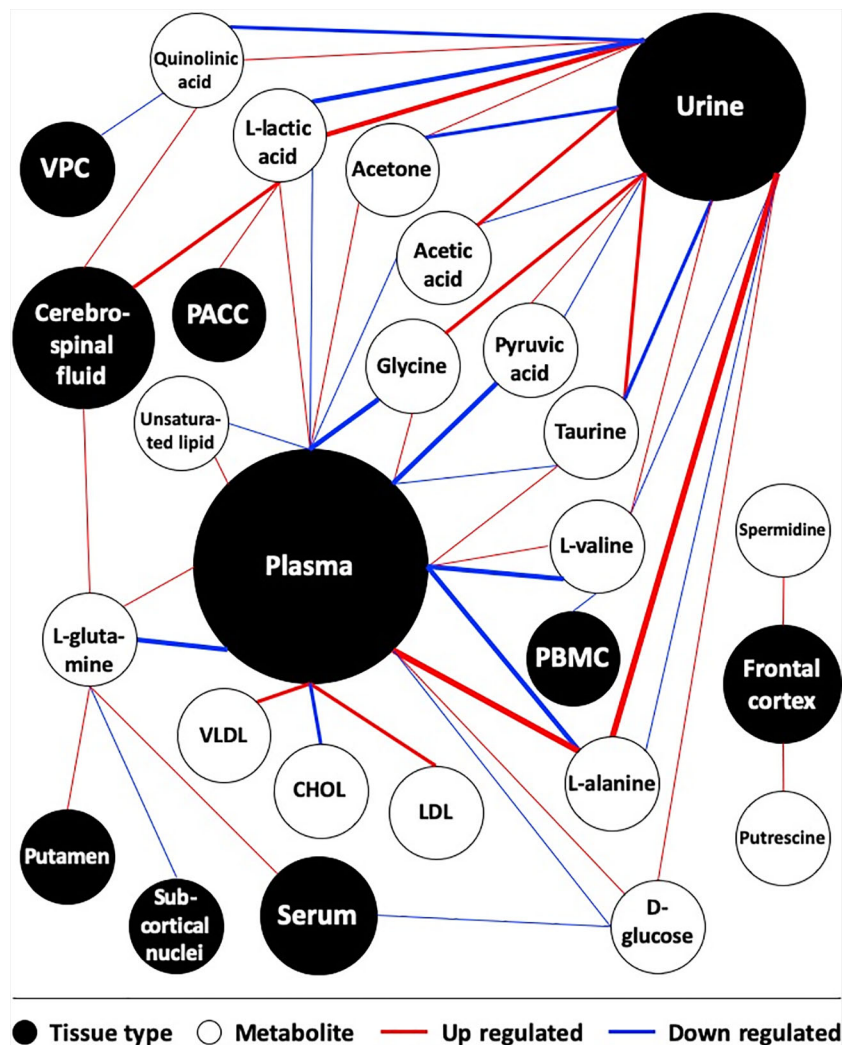 Quinolinic
acid
Urine
L-lactic
acid
VPC
Acetone
Acetic
acid
Cerebro-
spinal
fluid
PACC
Glycine
Pyruvic
acid
Unsatura-
ted lipid
Taurine
Spermidine
L-valine
Plasma
L-gluta-
mine
PBMC
Frontal
cortex
VLDL
CHOL
LDL
L-alanine
Putrescine
Putamen
Sub-
cortical
nuclei
Serum
D-
glucose
Tissue type Metabolite Up regulated Down regulated